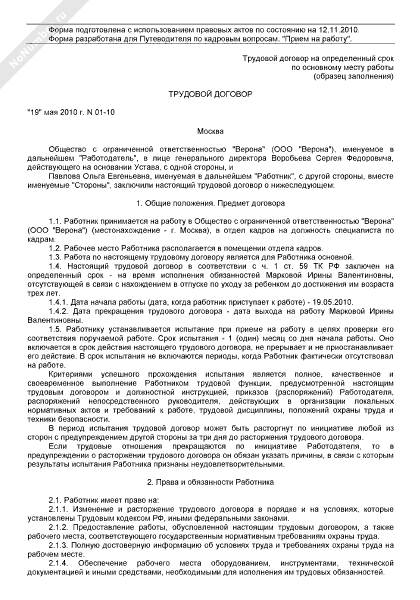 Форма подготовлена с использованием правовых актов по состоянию на 12.11.2010.
Форма разработана для Путеводителя по кадровым вопросам. "Прием на работу".
Трудовой договор на определенный срок
по основному месту работы
(образец заполнения)
ТРУДОВОЙ ДОГОВОР
"19" мая 2010 г. N 01-10
Москва
Общество с ограниченной ответственностью "Верона" (ООО "Верона"), именуемое в
дальнейшем "Работодатель", в лице генерального директора Воробьева Сергея Федоровича,
действующего на основании Устава, с одной стороны, и
Павлова Ольга Евгеньевна, именуемая в дальнейшем "Работник", с другой стороны, вместе
именуемые "Стороны", заключили настоящий трудовой договор о нижеследующем:
1. Общие положения. Предмет договора
1.1. Работник принимается на работу в Общество с ограниченной ответственностью "Верона"
(ООО "Верона") (местонахождение - г. Москва), в отдел кадров на должность специалиста по
кадрам.
1.2. Рабочее место Работника располагается в помещении отдела кадров.
1.3. Работа по настоящему трудовому договору является для Работника основной.
1.4. Настоящий трудовой договор в соответствии с ч. 1 ст. 59 ТК РФ заключен на
определенный срок - на время исполнения обязанностей Марковой Ирины Валентиновны,
отсутствующей в связи с нахождением в отпуске по уходу за ребенком до достижения им возраста
трех лет.
1.4.1. Дата начала работы (дата, когда работник приступает к работе) - 19.05.2010.
1.4.2. Дата прекращения трудового договора - дата выхода на работу Марковой Ирины
Валентиновны.
1.5. Работнику устанавливается испытание при приеме на работу в целях проверки его
соответствия поручаемой работе. Срок испытания - 1 (один) месяц со дня начала работы. Оно
включается в срок действия настоящего трудового договора, не прерывает и не приостанавливает
его действие. В срок испытания не включаются периоды, когда Работник фактически отсутствовал
на работе.
Критериями успешного прохождения испытания является полное, качественное и
своевременное выполнение Работником трудовой функции, предусмотренной настоящим
трудовым договором и должностной инструкцией, приказов (распоряжений) Работодателя,
распоряжений непосредственного руководителя, действующих в организации локальных
нормативных актов и требований к работе, трудовой дисциплины, положений охраны труда и
техники безопасности.
В период испытания трудовой договор может быть расторгнут по инициативе любой из
сторон с предупреждением другой стороны за три дня до расторжения трудового договора.
Если трудовые отношения прекращаются по инициативе Работодателя, то в
предупреждении о расторжении трудового договора он обязан указать причины, в связи с которым
результаты испытания Работника признаны неудовлетворительными.
2. Права и обязанности Работника
2.1. Работник имеет право на:
2.1.1. Изменение и расторжение трудового договора в порядке и на условиях, которые
установлены Трудовым кодексом РФ, иными федеральными законами.
2.1.2. Предоставление работы, обусловленной настоящим трудовым договором, а также
рабочего места, соответствующего государственным нормативным требованиям охраны труда.
2.1.3. Полную достоверную информацию об условиях труда и требованиях охраны труда на
рабочем месте.
2.1.4. Обеспечение рабочего места оборудованием, инструментами, технической
документацией и иными средствами, необходимыми для исполнения им трудовых обязанностей.